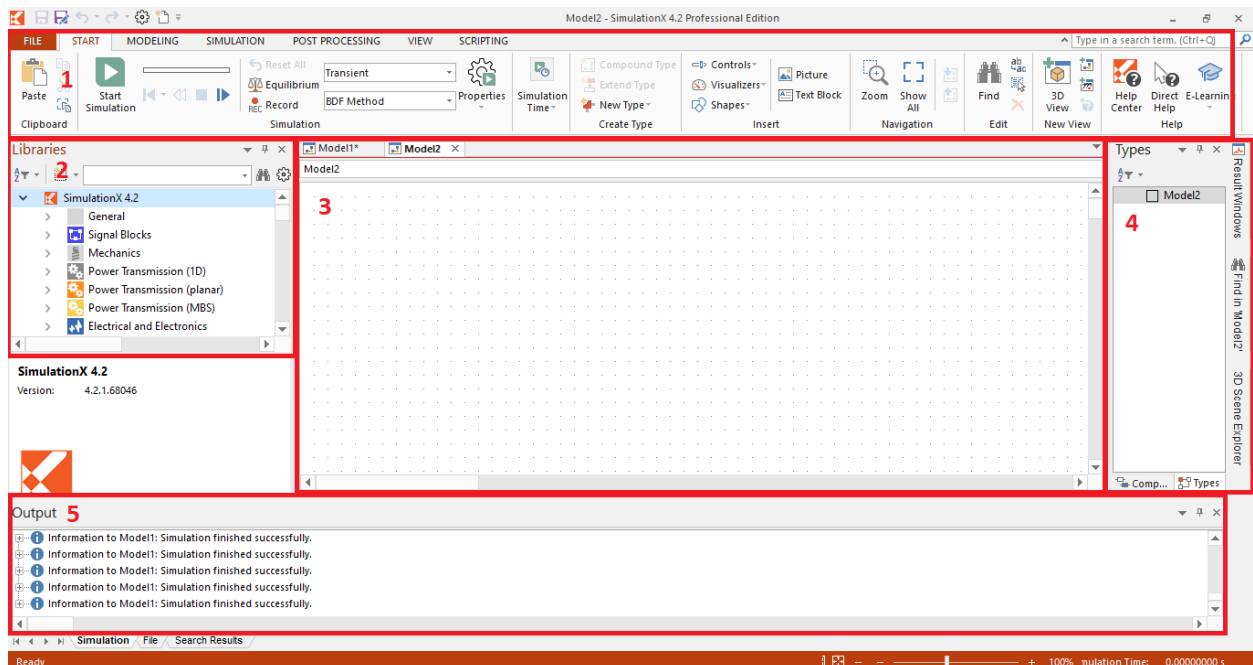 Model2 - SimulationX 4.2 Professional Edition
FILE START MODELING SIMULATION POST PROCESSING VIEW SCRIPTING Type in a search term. (Ctrl+Q)
1
Paste
Clipboard
Start Simulation
Reset All
Equilibrium
REC Record
Transient
BDF Method
Properties
Simulation
Simulation Time
Compound Type
Extend Type
New Type
Create Type
Controls
Visualizers
Shapes
Picture
A Text Block
Insert
Zoom
Show All
Navigation
ab
ac
Find
Edit
3D View
New View
Help Center
Direct Help
E-Learnin
Help
Libraries
2
A
Z
SimulationX 4.2
General
Signal Blocks
Mechanics
Power Transmission (1D)
Power Transmission (planar)
Power Transmission (MBS)
Electrical and Electronics
SimulationX 4.2
Version: 4.2.1.68046
Model1* Model2
Model2
3
Types
A
Z
Model2
4
Comp... Types
Result Windows
Find in 'Model2'
3D Scene Explorer
Output 5
Information to Model1: Simulation finished successfully.
Information to Model1: Simulation finished successfully.
Information to Model1: Simulation finished successfully.
Information to Model1: Simulation finished successfully.
Information to Model1: Simulation finished successfully.
Simulation File Search Results
Ready 100% mulation Time: 0.00000000 s